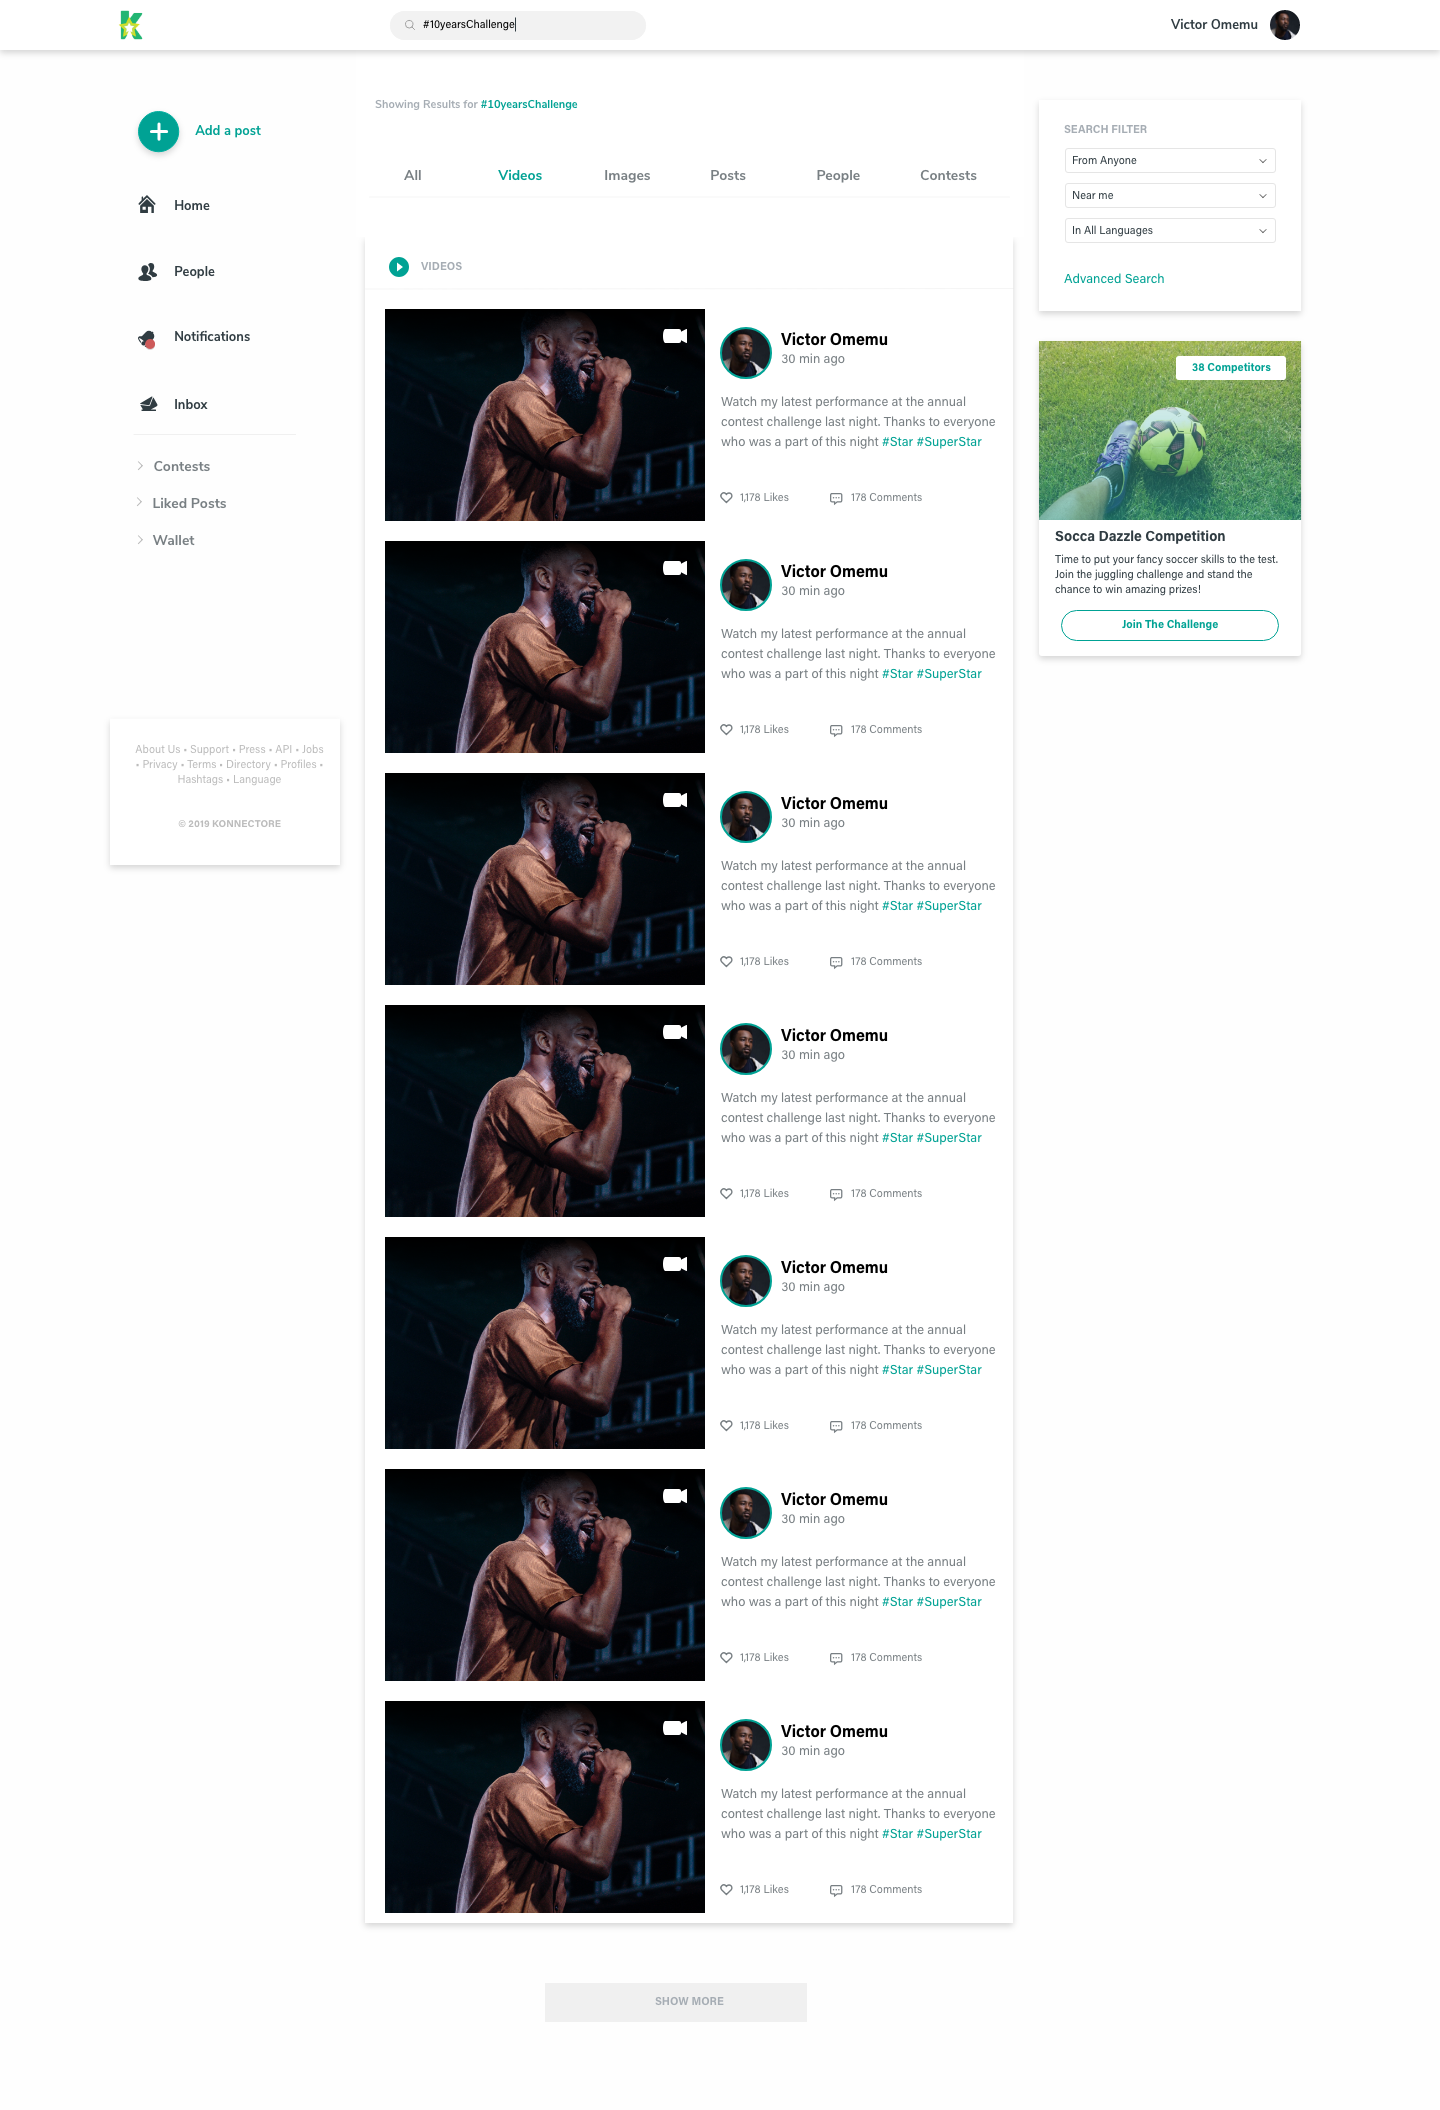 #10yearsChallenge
Victor Omemu
Add a post
Home
People
Notifications
Inbox
Contests
Liked Posts
Wallet
About Us • Support • Press • API • Jobs
• Privacy • Terms • Directory • Profiles •
Hashtags • Language
© 2019 KONNECTORE
Showing Results for #10yearsChallenge
All Videos Images Posts People Contests
VIDEOS
Victor Omemu
30 min ago
Watch my latest performance at the annual
contest challenge last night. Thanks to everyone
who was a part of this night #Star #SuperStar
1,178 Likes 178 Comments
Victor Omemu
30 min ago
Watch my latest performance at the annual
contest challenge last night. Thanks to everyone
who was a part of this night #Star #SuperStar
1,178 Likes 178 Comments
Victor Omemu
30 min ago
Watch my latest performance at the annual
contest challenge last night. Thanks to everyone
who was a part of this night #Star #SuperStar
1,178 Likes 178 Comments
Victor Omemu
30 min ago
Watch my latest performance at the annual
contest challenge last night. Thanks to everyone
who was a part of this night #Star #SuperStar
1,178 Likes 178 Comments
Victor Omemu
30 min ago
Watch my latest performance at the annual
contest challenge last night. Thanks to everyone
who was a part of this night #Star #SuperStar
1,178 Likes 178 Comments
Victor Omemu
30 min ago
Watch my latest performance at the annual
contest challenge last night. Thanks to everyone
who was a part of this night #Star #SuperStar
1,178 Likes 178 Comments
Victor Omemu
30 min ago
Watch my latest performance at the annual
contest challenge last night. Thanks to everyone
who was a part of this night #Star #SuperStar
1,178 Likes 178 Comments
SHOW MORE
SEARCH FILTER
From Anyone
Near me
In All Languages
Advanced Search
38 Competitors
Socca Dazzle Competition
Time to put your fancy soccer skills to the test.
Join the juggling challenge and stand the
chance to win amazing prizes!
Join The Challenge